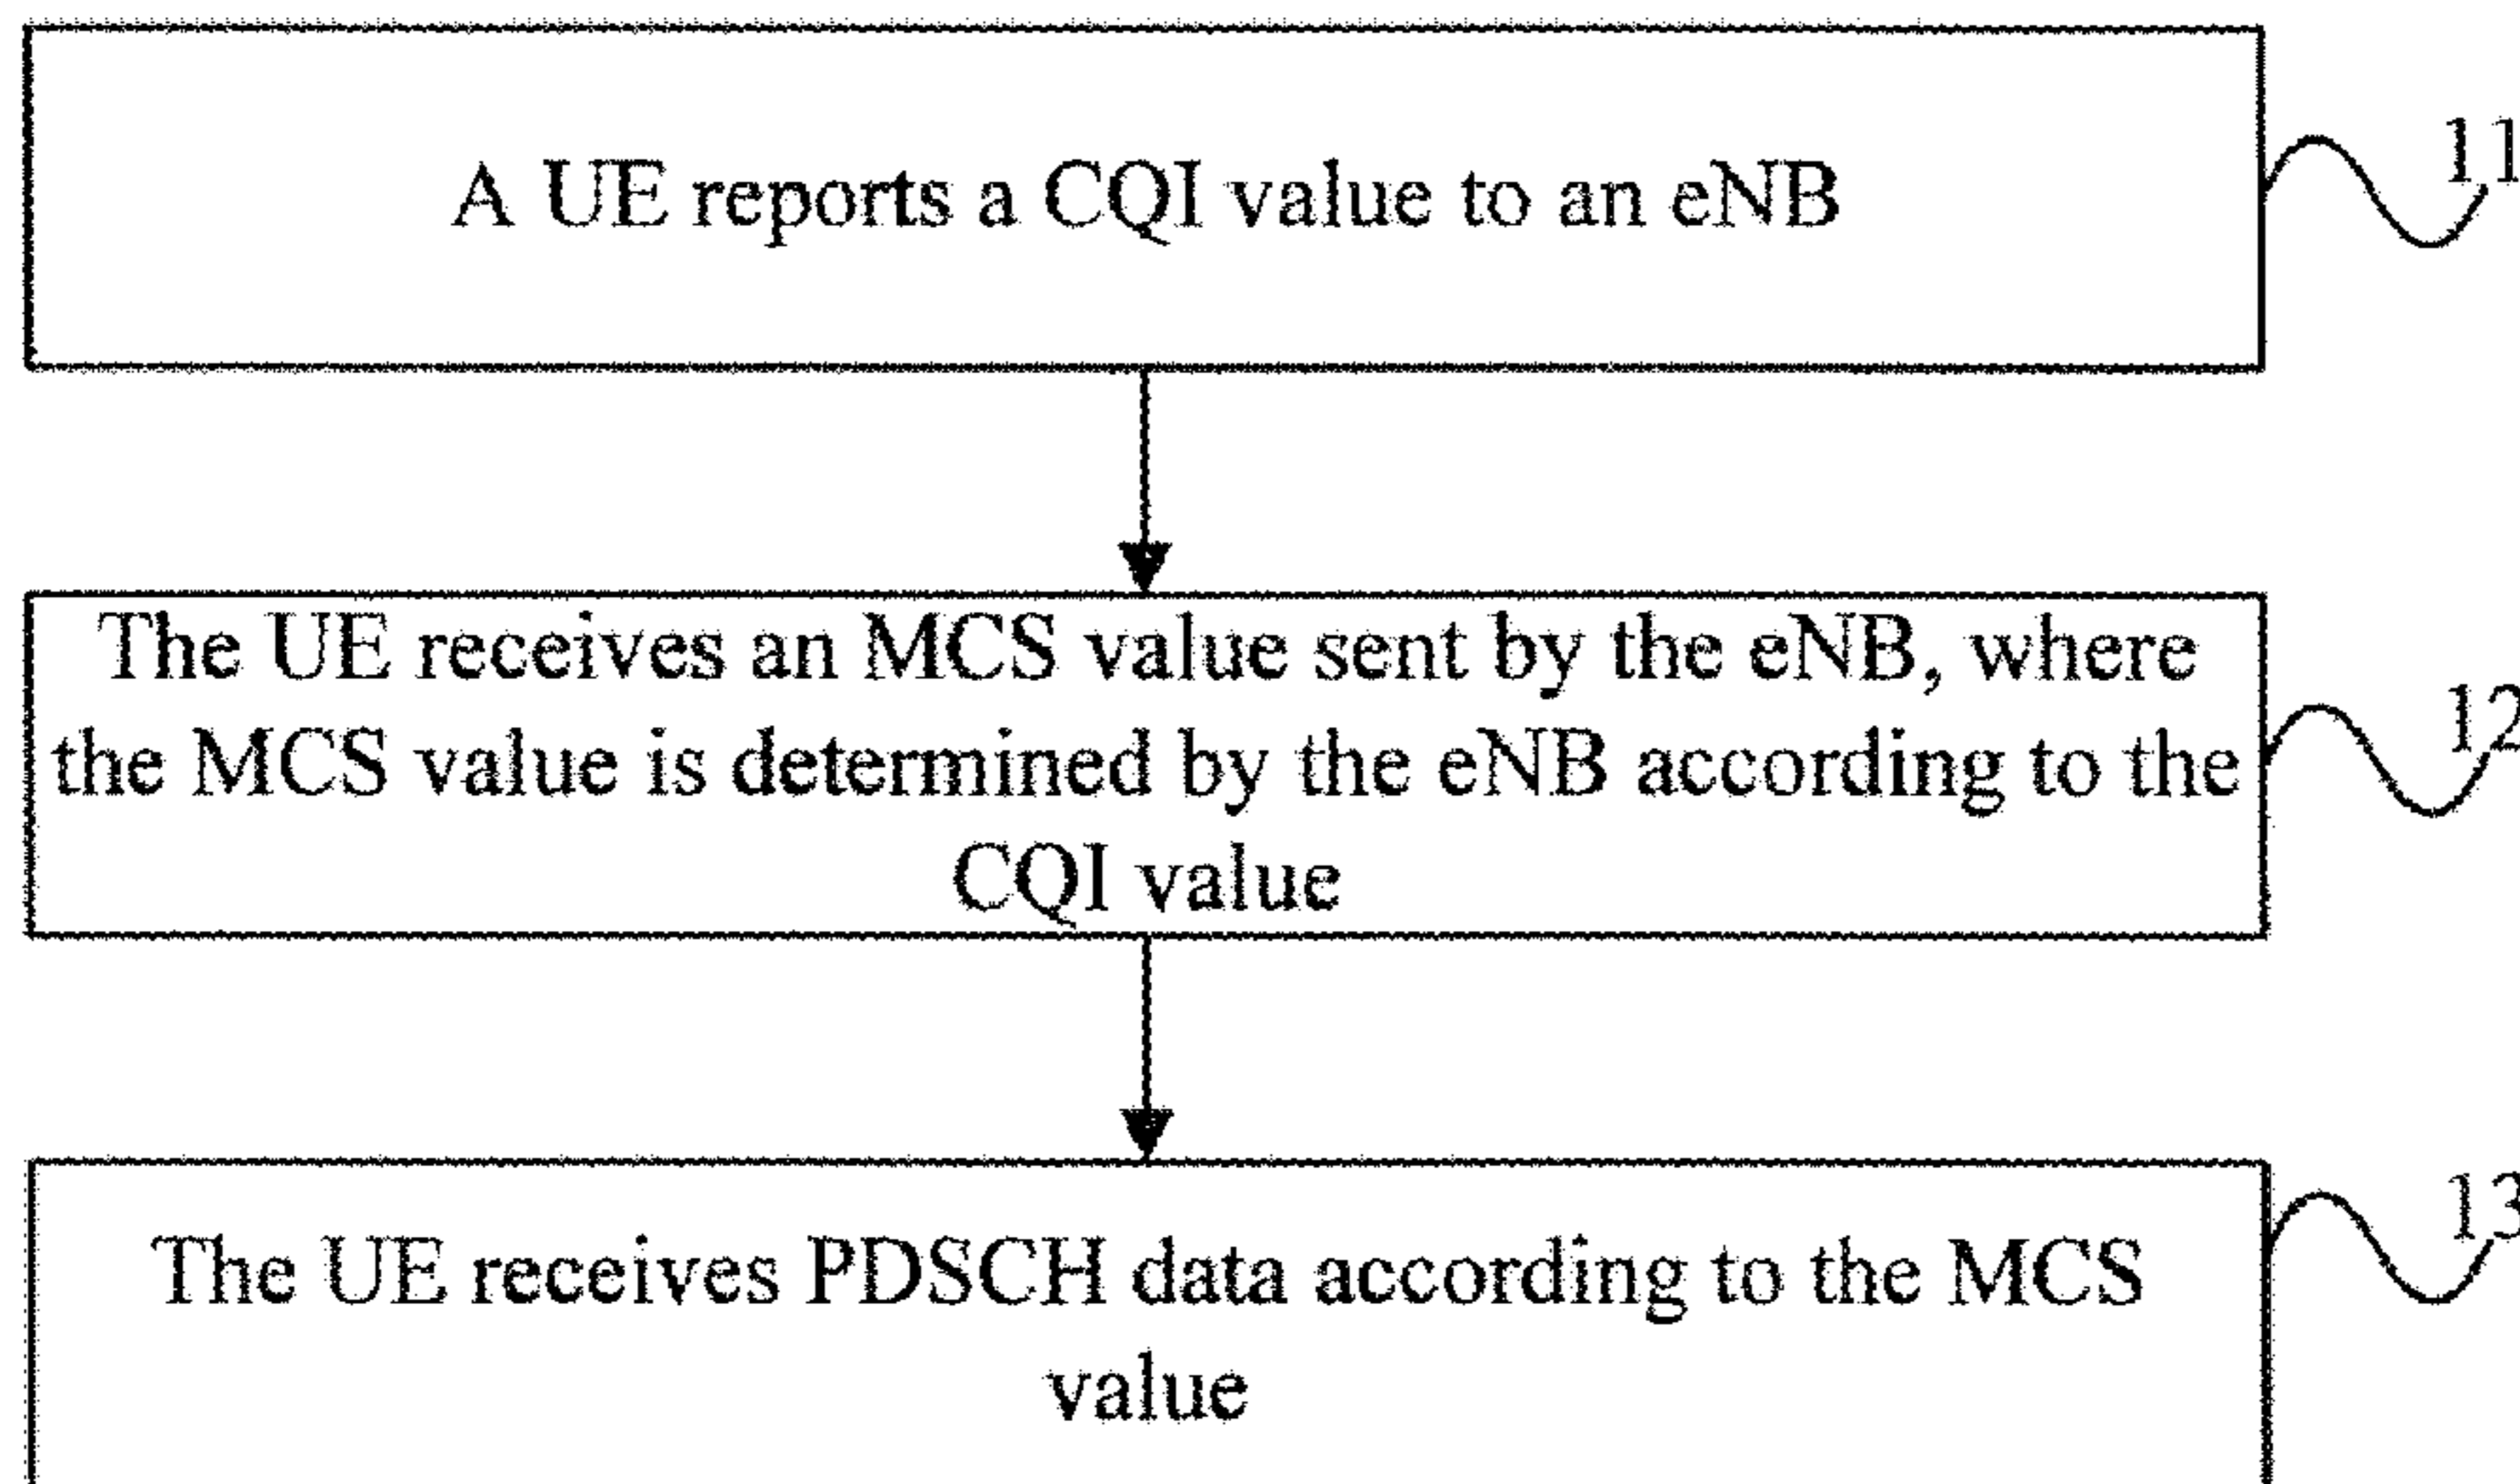 A UE reports a CQI value to an eNB
11
The UE receives an MCS value sent by the eNB, where
the MCS value is determined by the eNB according to the
CQI value
12
The UE receives PDSCH data according to the MCS
value
13